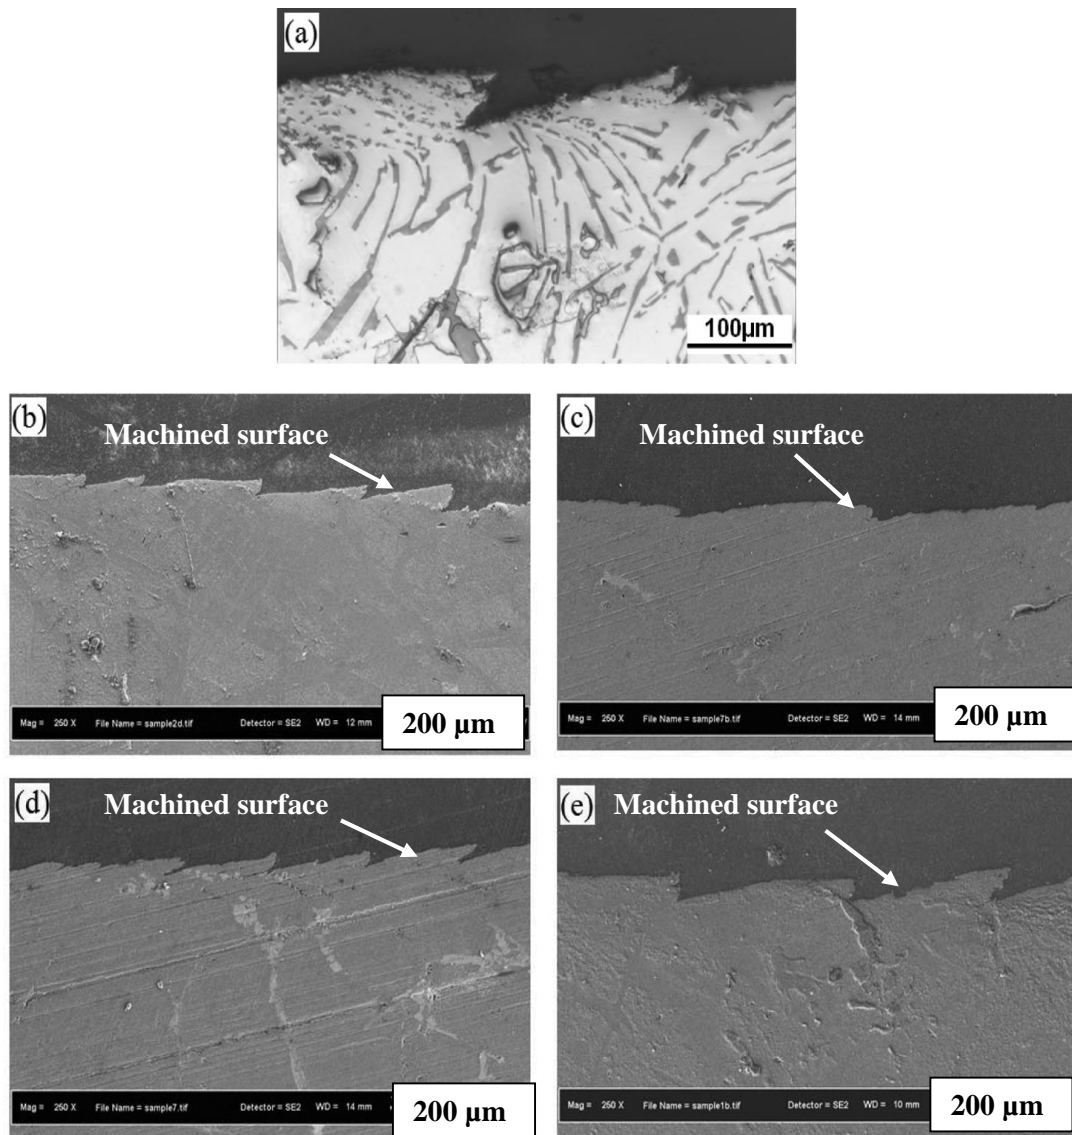 (a)
100µm
(b)
Machined surface
Mag = 250 X File Name = sample2d.tif Detector = SE2 WD = 12 mm
200 µm
(c)
Machined surface
Mag = 250 X File Name = sample7b.tif Detector = SE2 WD = 14 mm
200 µm
(d)
Machined surface
Mag = 250 X File Name = sample7.tif Detector = SE2 WD = 14 mm
200 µm
(e)
Machined surface
Mag = 250 X File Name = sample1b.tif Detector = SE2 WD = 10 mm
200 µm